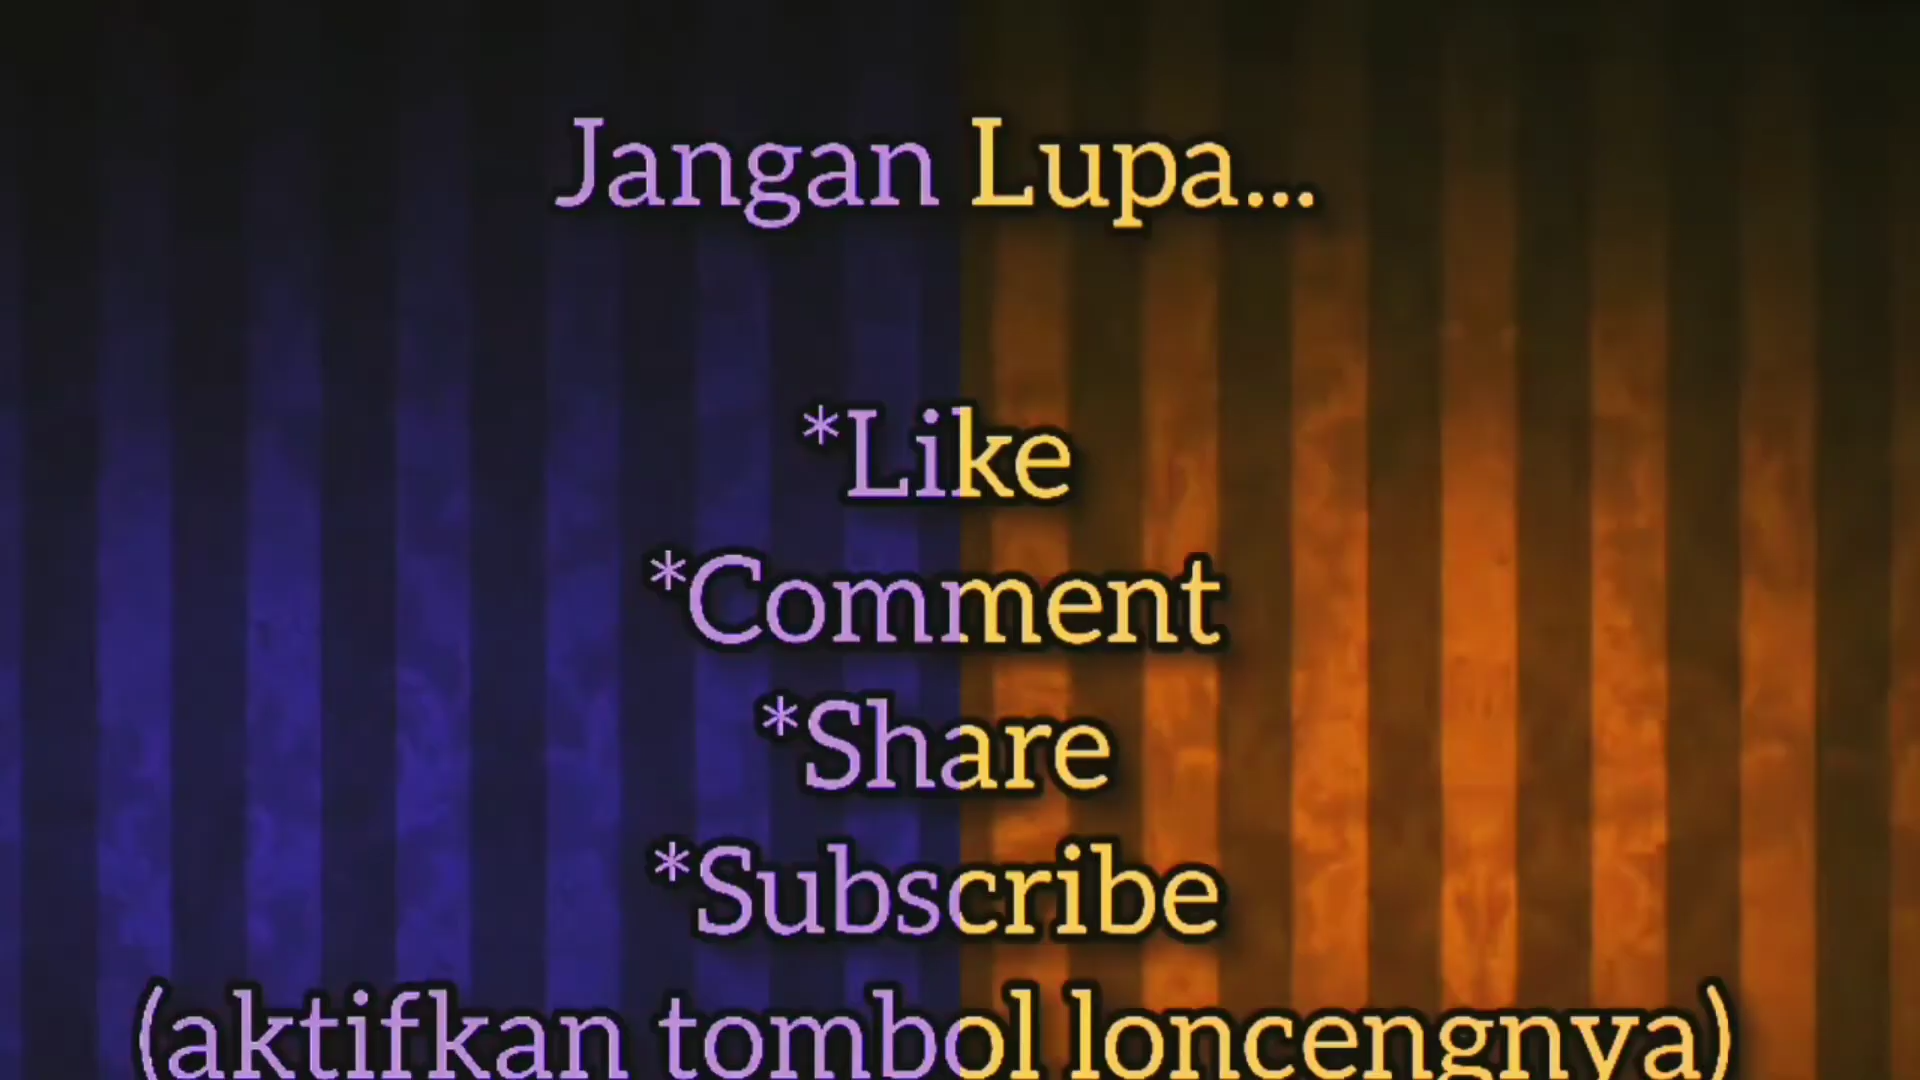 Jangan Lupa...
*Like
*Comment
*Share
*Subscribe
(aktifkan tombol loncengnya)